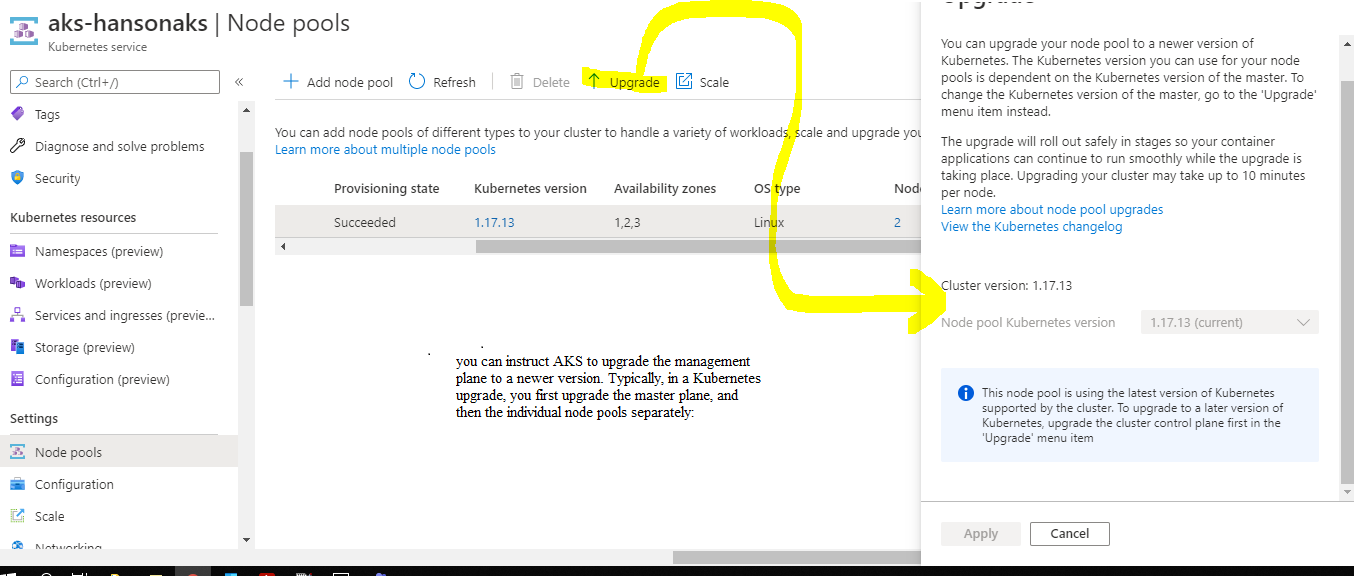 aks-hansonaks | Node pools
Kubernetes service
Search (Ctrl+/)
«
Tags
Diagnose and solve problems
Security
Kubernetes resources
Namespaces (preview)
Workloads (preview)
Services and ingresses (previe...
Storage (preview)
Configuration (preview)
Settings
Node pools
Configuration
Scale
Networking
Add node pool
Refresh
Delete
Upgrade
Scale
You can add node pools of different types to your cluster to handle a variety of workloads, scale and upgrade you
Learn more about multiple node pools
Provisioning state Kubernetes version Availability zones OS type Node
Succeeded 1.17.13 1,2,3 Linux 2
you can instruct AKS to upgrade the management
plane to a newer version. Typically, in a Kubernetes
upgrade, you first upgrade the master plane, and
then the individual node pools separately:
Upgrade
You can upgrade your node pool to a newer version of
Kubernetes. The Kubernetes version you can use for your node
pools is dependent on the Kubernetes version of the master. To
change the Kubernetes version of the master, go to the 'Upgrade'
menu item instead.
The upgrade will roll out safely in stages so your container
applications can continue to run smoothly while the upgrade is
taking place. Upgrading your cluster may take up to 10 minutes
per node.
Learn more about node pool upgrades
View the Kubernetes changelog
Cluster version: 1.17.13
Node pool Kubernetes version 1.17.13 (current)
This node pool is using the latest version of Kubernetes
supported by the cluster. To upgrade to a later version of
Kubernetes, upgrade the cluster control plane first in the
'Upgrade' menu item
Apply
Cancel